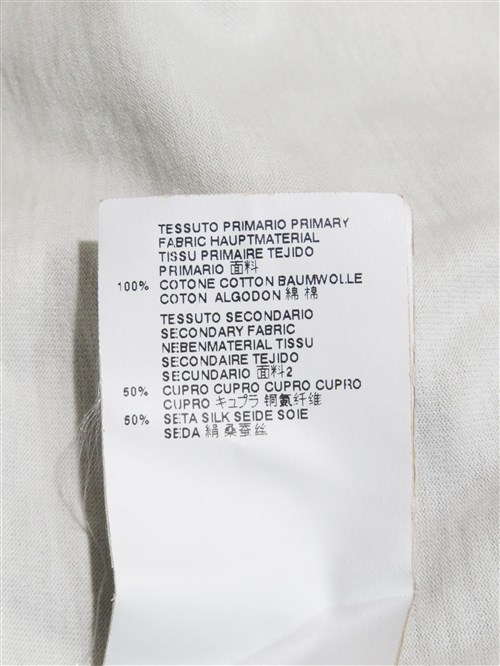 TESSUTO PRIMARIO PRIMARY
FABRIC HAUPTMATERIAL
TISSU PRIMAIRE TEJIDO
PRIMARIO 面料
100% COTONE COTTON BAUMWOLLE
COTON ALGODON 綿 棉
TESSUTO SECONDARIO
SECONDARY FABRIC
NEBENMATERIAL TISSU
SECONDAIRE TEJIDO
SECUNDARIO 面料2
50% CUPRO CUPRO CUPRO CUPRO
CUPRO キュプラ 铜氨纤维
50% SETA SILK SEIDE SOIE
SEDA 絹 桑蚕丝